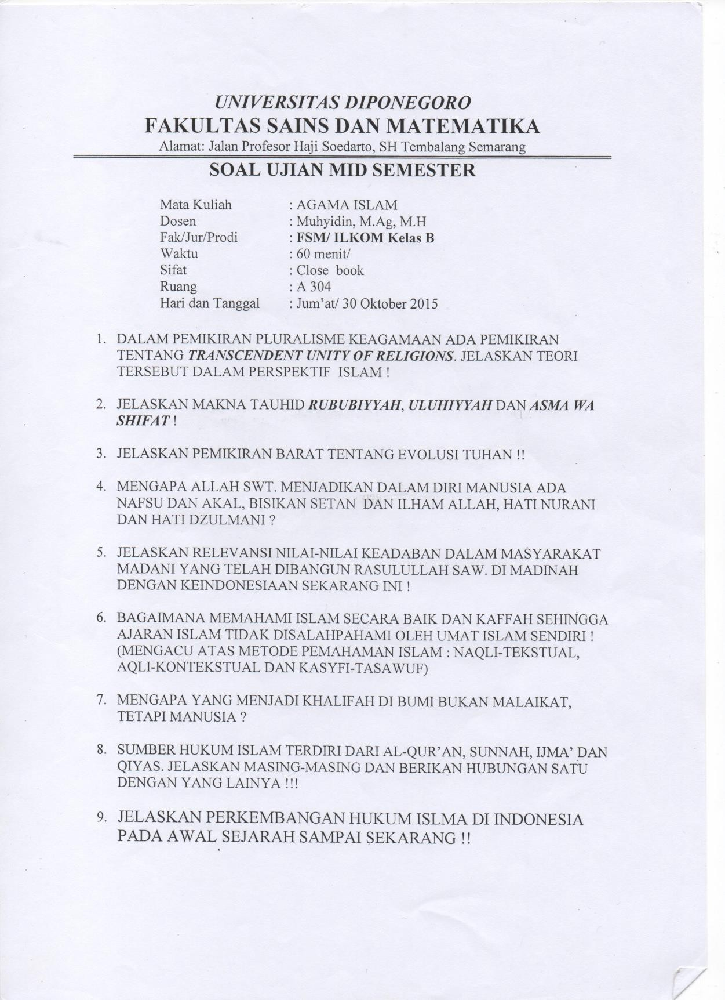 UNIVERSITAS DIPONEGORO
FAKULTAS SAINS DAN MATEMATIKA
Alamat: Jalan Profesor Haji Soedarto, SH Tembalang Semarang
SOAL UJIAN MID SEMESTER
Mata Kuliah : AGAMA ISLAM
Dosen : Muhyidin, M.Ag, M.H
Fak/Jur/Prodi : FSM/ ILKOM Kelas B
Waktu : 60 menit/
Sifat : Close book
Ruang : A 304
Hari dan Tanggal : Jum'at/ 30 Oktober 2015
1. DALAM PEMIKIRAN PLURALISME KEAGAMAAN ADA PEMIKIRAN
TENTANG TRANSCENDENT UNITY OF RELIGIONS. JELASKAN TEORI
TERSEBUT DALAM PERSPEKTIF ISLAM !
2. JELASKAN MAKNA TAUHID RUBUBIYYAH, ULUHIYYAH DAN ASMA WA
SHIFAT !
3. JELASKAN PEMIKIRAN BARAT TENTANG EVOLUSI TUHAN !!
4. MENGAPA ALLAH SWT. MENJADIKAN DALAM DIRI MANUSIA ADA
NAFSU DAN AKAL, BISIKAN SETAN DAN ILHAM ALLAH, HATI NURANI
DAN HATI DZULMANI ?
5. JELASKAN RELEVANSI NILAI-NILAI KEADABAN DALAM MASYARAKAT
MADANI YANG TELAH DIBANGUN RASULULLAH SAW. DI MADINAH
DENGAN KEINDONESIAAN SEKARANG INI !
6. BAGAIMANA MEMAHAMI ISLAM SECARA BAIK DAN KAFFAH SEHINGGA
AJARAN ISLAM TIDAK DISALAHPAHAMI OLEH UMAT ISLAM SENDIRI !
(MENGACU ATAS METODE PEMAHAMAN ISLAM : NAQLI-TEKSTUAL,
AQLI-KONTEKSTUAL DAN KASYFI-TASAWUF)
7. MENGAPA YANG MENJADI KHALIFAH DI BUMI BUKAN MALAIKAT,
TETAPI MANUSIA ?
8. SUMBER HUKUM ISLAM TERDIRI DARI AL-QUR'AN, SUNNAH, IJMA' DAN
QIYAS. JELASKAN MASING-MASING DAN BERIKAN HUBUNGAN SATU
DENGAN YANG LAINYA !!!
9. JELASKAN PERKEMBANGAN HUKUM ISLMA DI INDONESIA
PADA AWAL SEJARAH SAMPAI SEKARANG !!